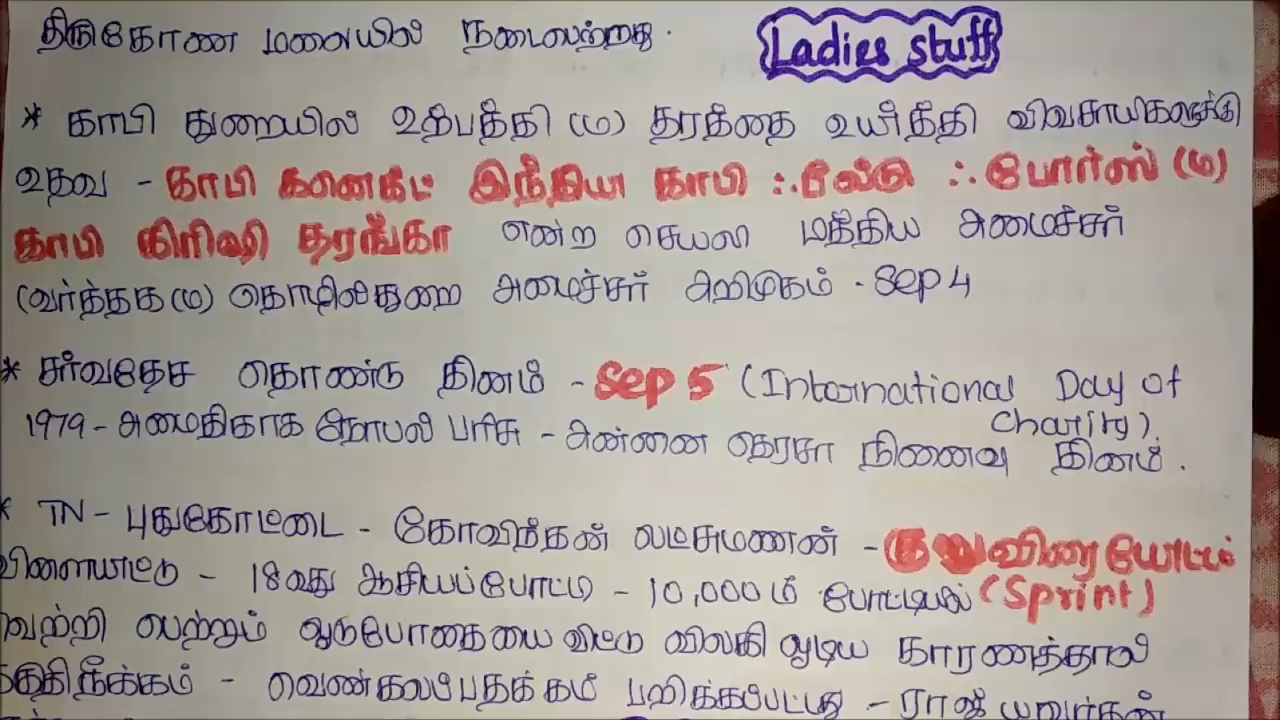 திருகோண மலையில் நடைபெற்றது.
Ladies stuff
* காபி துறையில் உற்பத்தி (ம) தரத்தை உயர்த்தி விவசாயிகளுக்கு
உதவ - காபி கனெக்ட் இந்தியா காபி ஃபீல்டு ஃபோர்ஸ் (ம)
காபி கிரிஷி தரங்கா என்ற செயலி மத்திய அமைச்சர்
(வர்த்தக (ம) தொழில்துறை அமைச்சர் அறிமுகம் - Sep 4
* சர்வதேச தொண்டு தினம் - Sep 5 (International Day of
Charity).
1979 - அமைதிகாக நோபல் பரிசு - அன்னை தெரசா நினைவு தினம்.
* TN - புதுகோட்டை - கோவிந்தன் லட்சுமணன் - குறுவிரையோட்டம்
விளையாட்டு - 18வது ஆசியப்போட்டி - 10,000 மீ போட்டியில் (Sprint)
வெற்றி பெற்றும் ஓடுபாதையை விட்டு விலகி ஓடிய காரணத்தால்
தகுதிநீக்கம் - வெண்கலப்பதக்கம் பறிக்கப்பட்டது -